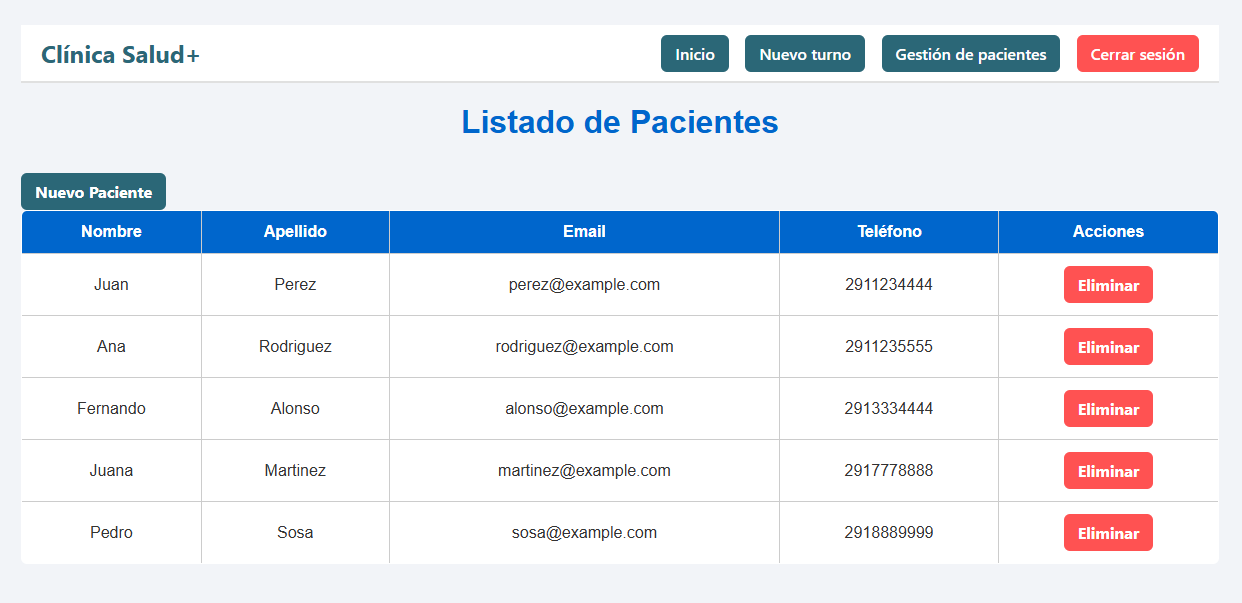 Clínica Salud+ Inicio Nuevo turno Gestión de pacientes Cerrar sesión
Listado de Pacientes
Nuevo Paciente
Nombre Apellido Email Teléfono Acciones
Juan Perez perez@example.com 2911234444 Eliminar
Ana Rodriguez rodriguez@example.com 2911235555 Eliminar
Fernando Alonso alonso@example.com 2913334444 Eliminar
Juana Martinez martinez@example.com 2917778888 Eliminar
Pedro Sosa sosa@example.com 2918889999 Eliminar